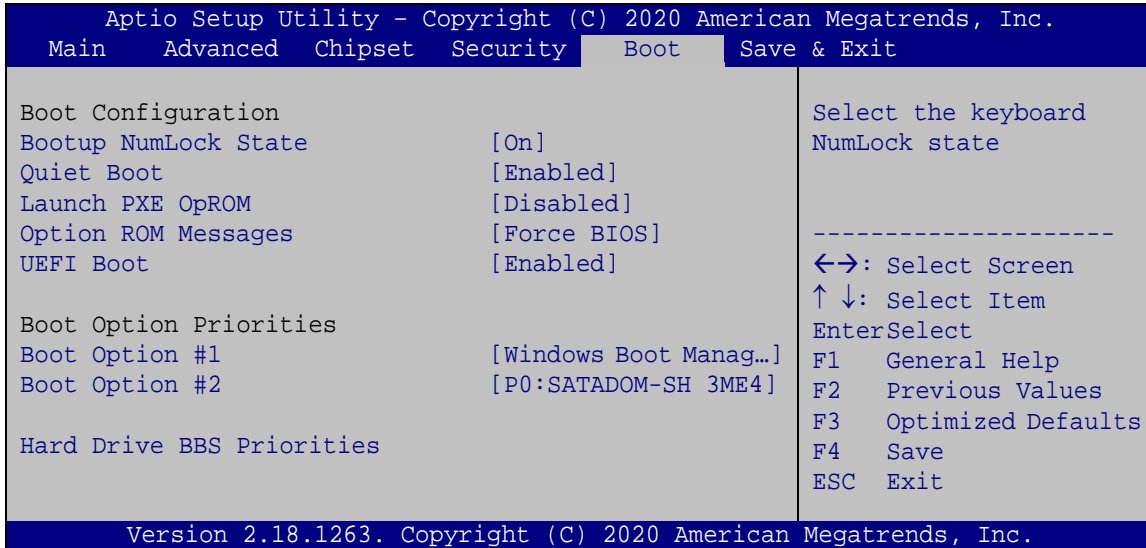 Aptio Setup Utility – Copyright (C) 2020 American Megatrends, Inc.
Main Advanced Chipset Security Boot Save & Exit
Boot Configuration
Bootup NumLock State [On]
Quiet Boot [Enabled]
Launch PXE OpROM [Disabled]
Option ROM Messages [Force BIOS]
UEFI Boot [Enabled]
Boot Option Priorities
Boot Option #1 [Windows Boot Manag…]
Boot Option #2 [P0:SATADOM-SH 3ME4]
Hard Drive BBS Priorities
Select the keyboard
NumLock state
---------------------
←→: Select Screen
↑ ↓: Select Item
EnterSelect
F1 General Help
F2 Previous Values
F3 Optimized Defaults
F4 Save
ESC Exit
Version 2.18.1263. Copyright (C) 2020 American Megatrends, Inc.